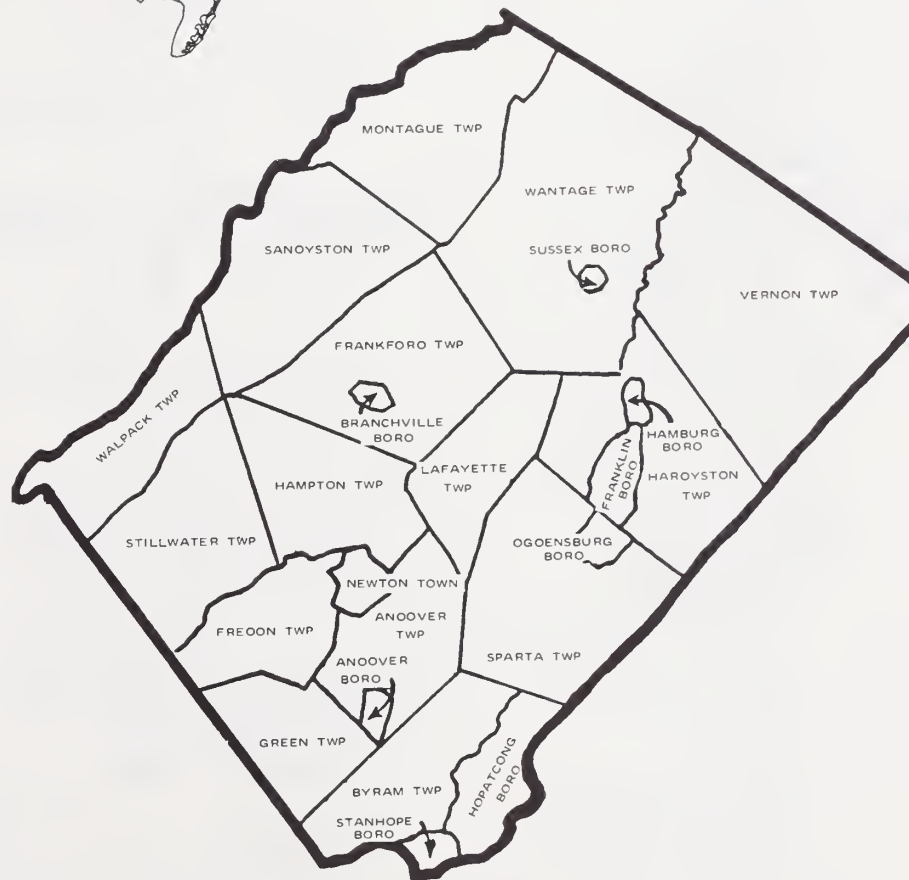 MONTAGUE TWP
WANTAGE TWP
SANOYSTON TWP
SUSSEX BORO
VERNON TWP
FRANKFORO TWP
WALPACK TWP
BRANCHVILLE
BORO
HAMBURG
BORO
FRANKLIN
BORO
LAFAYETTE
TWP
HAROYSTON
TWP
HAMPTON TWP
STILLWATER TWP
OGOENSBURG
BORO
NEWTON TOWN
ANOOVER
TWP
FREOON TWP
SPARTA TWP
ANOOVER
BORO
GREEN TWP
HOPATCONG
BORO
BYRAM TWP
STANHOPE
BORO